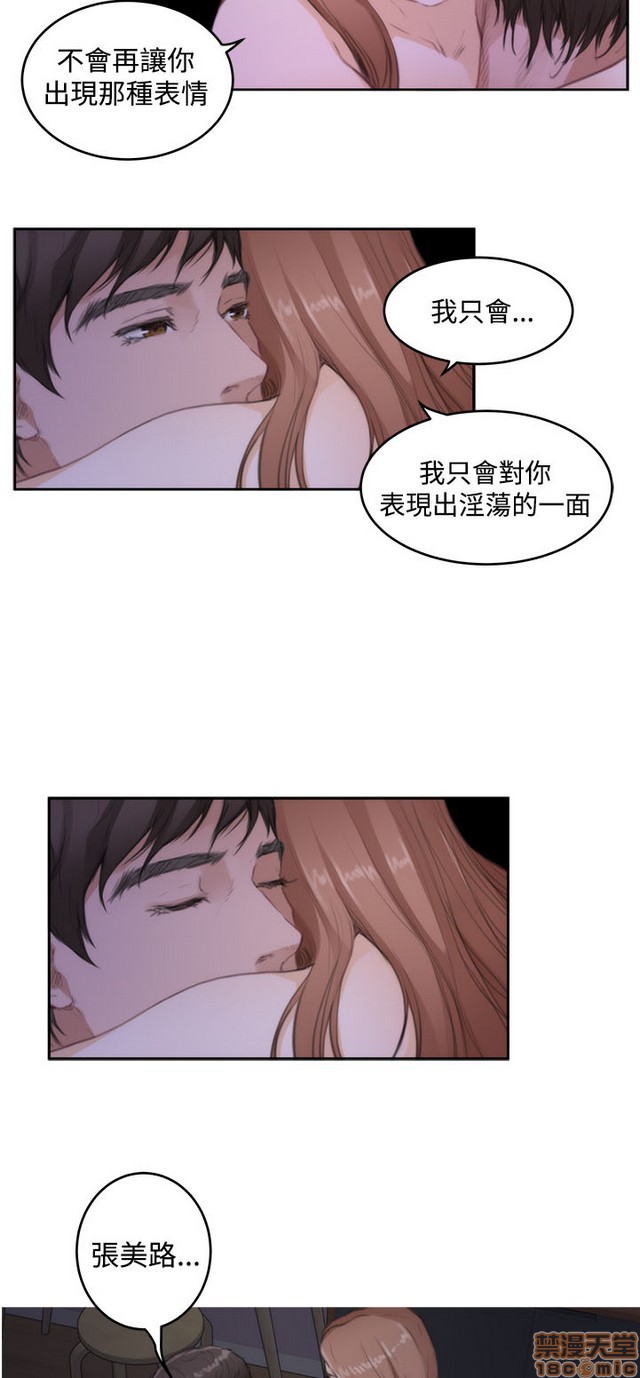 不會再讓你
出現那種表情
我只會...
我只會對你
表現出淫蕩的一面
張美路...
禁漫天堂
18comic